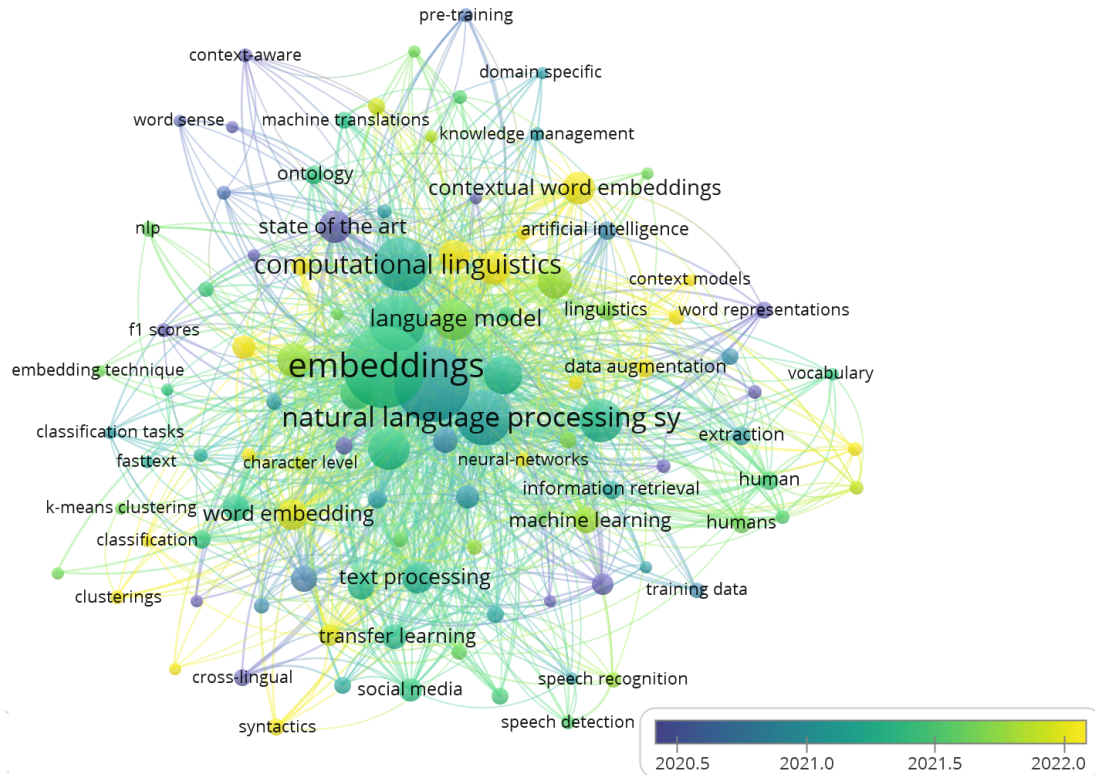 pre-training
context-aware
domain specific
word sense
machine translations
knowledge management
ontology
contextual word embeddings
nlp
state of the art
artificial intelligence
computational linguistics
context models
linguistics
word representations
language model
f1 scores
embeddings
embedding technique
data augmentation
vocabulary
natural language processing sy
classification tasks
extraction
fasttext
character level
neural-networks
human
information retrieval
k-means clustering
word embedding
machine learning
humans
classification
text processing
training data
clusterings
transfer learning
cross-lingual
social media
speech recognition
syntactics
speech detection
2020.5 2021.0 2021.5 2022.0